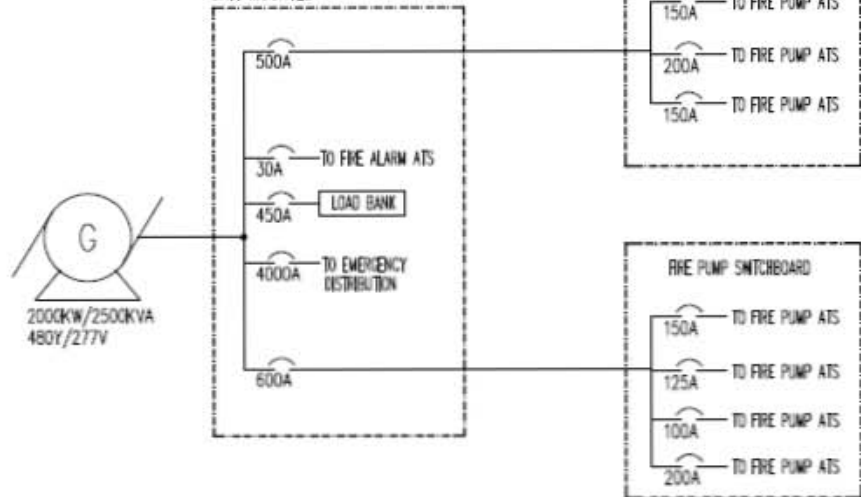 150A TO FIRE PUMP ATS
500A
200A TO FIRE PUMP ATS
150A TO FIRE PUMP ATS
30A TO FIRE ALARM ATS
450A LOAD BANK
G
4000A TO EMERGENCY
DISTRIBUTION
2000KW/2500KVA
480Y/277V
600A
FIRE PUMP SWITCHBOARD
150A TO FIRE PUMP ATS
125A TO FIRE PUMP ATS
100A TO FIRE PUMP ATS
200A TO FIRE PUMP ATS